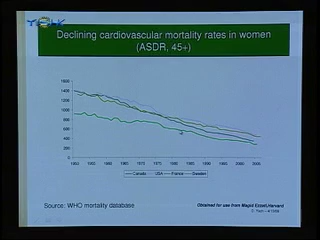 Declining cardiovascular mortality rates in women
(ASDR, 45+)
1600
1400
1200
1000
800
600
400
200
0
1950 1955 1960 1965 1970 1975 1980 1985 1990 1995 2000
Canada USA France Sweden
Source: WHO mortality database
Obtained for use from Majid Ezzati/Harvard